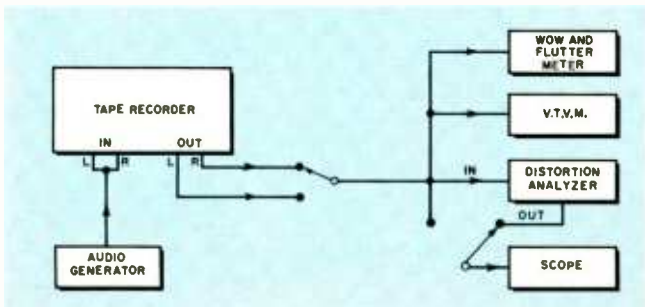 WOW AND
FLUTTER
METER
TAPE RECORDER
IN OUT
L R L R
V.T.V.M.
IN
DISTORTION
ANALYZER
OUT
AUDIO
GENERATOR
SCOPE